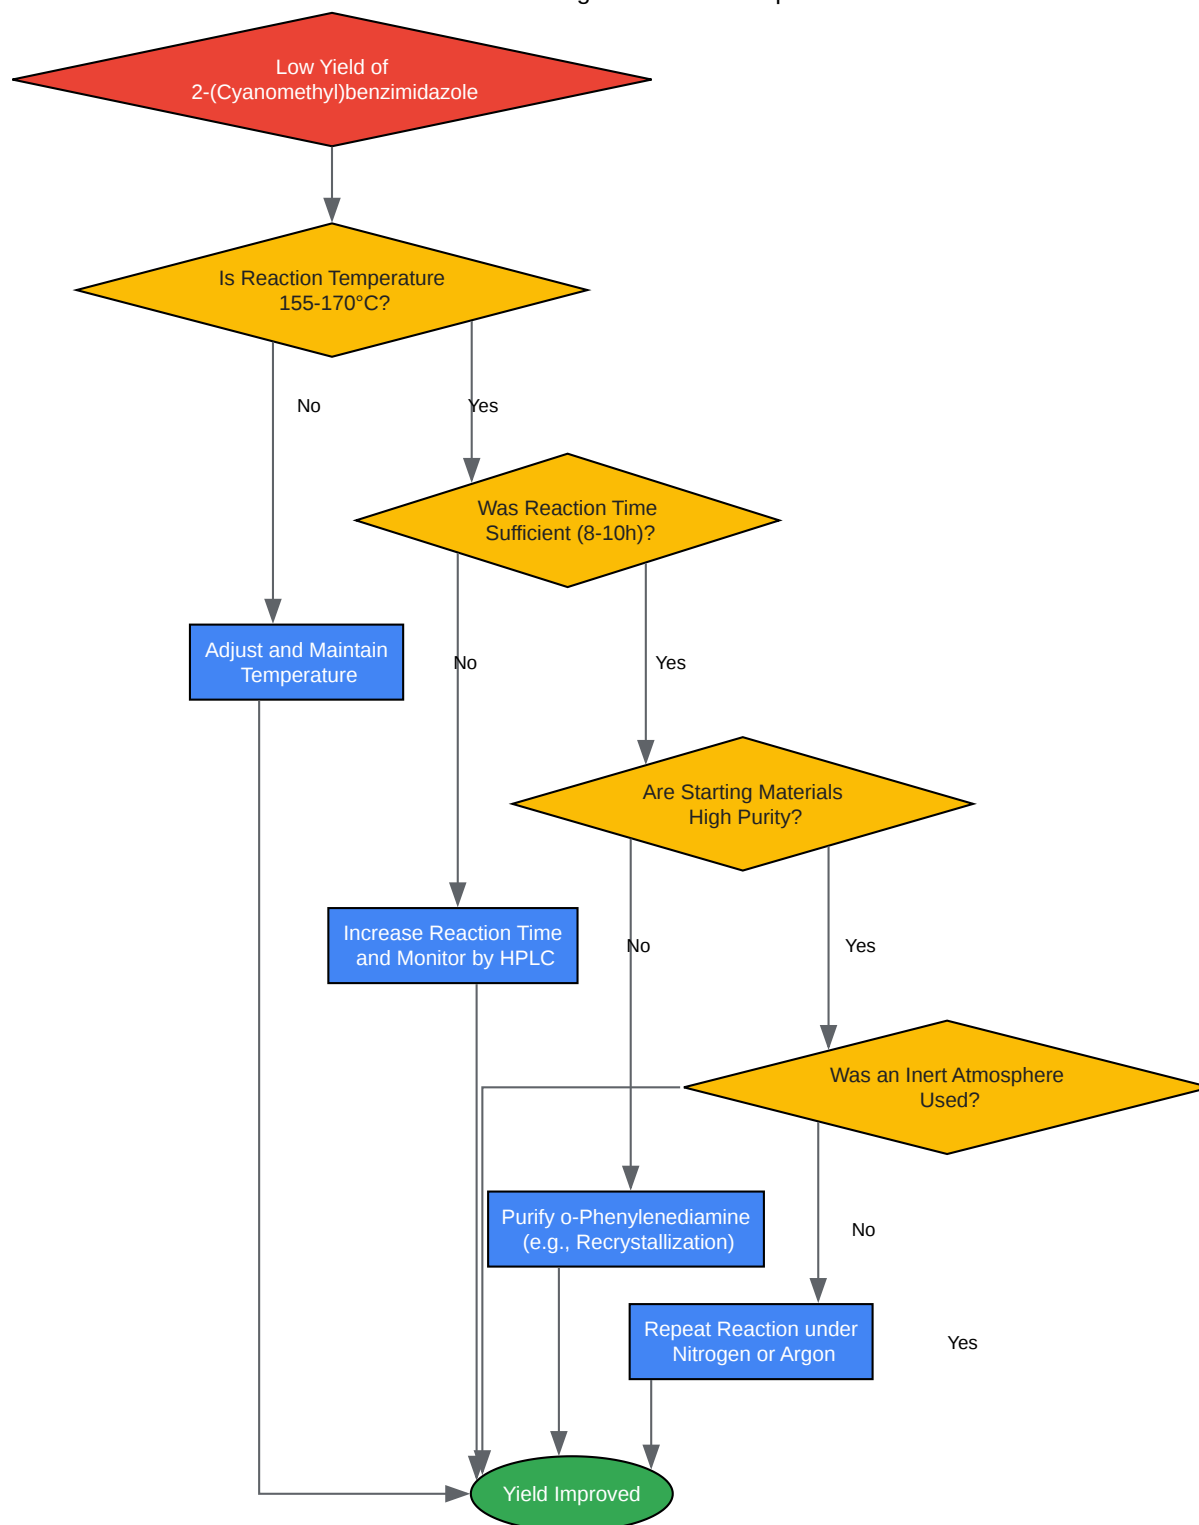 Low Yield of
2-(Cyanomethyl)benzimidazole
Is Reaction Temperature
155-170°C?
No
Yes
Was Reaction Time
Sufficient (8-10h)?
Adjust and Maintain
Temperature
No
Yes
Are Starting Materials
High Purity?
Increase Reaction Time
and Monitor by HPLC
No
Yes
Was an Inert Atmosphere
Used?
Purify o-Phenylenediamine
(e.g., Recrystallization)
No
Repeat Reaction under
Nitrogen or Argon
Yes
Yield Improved